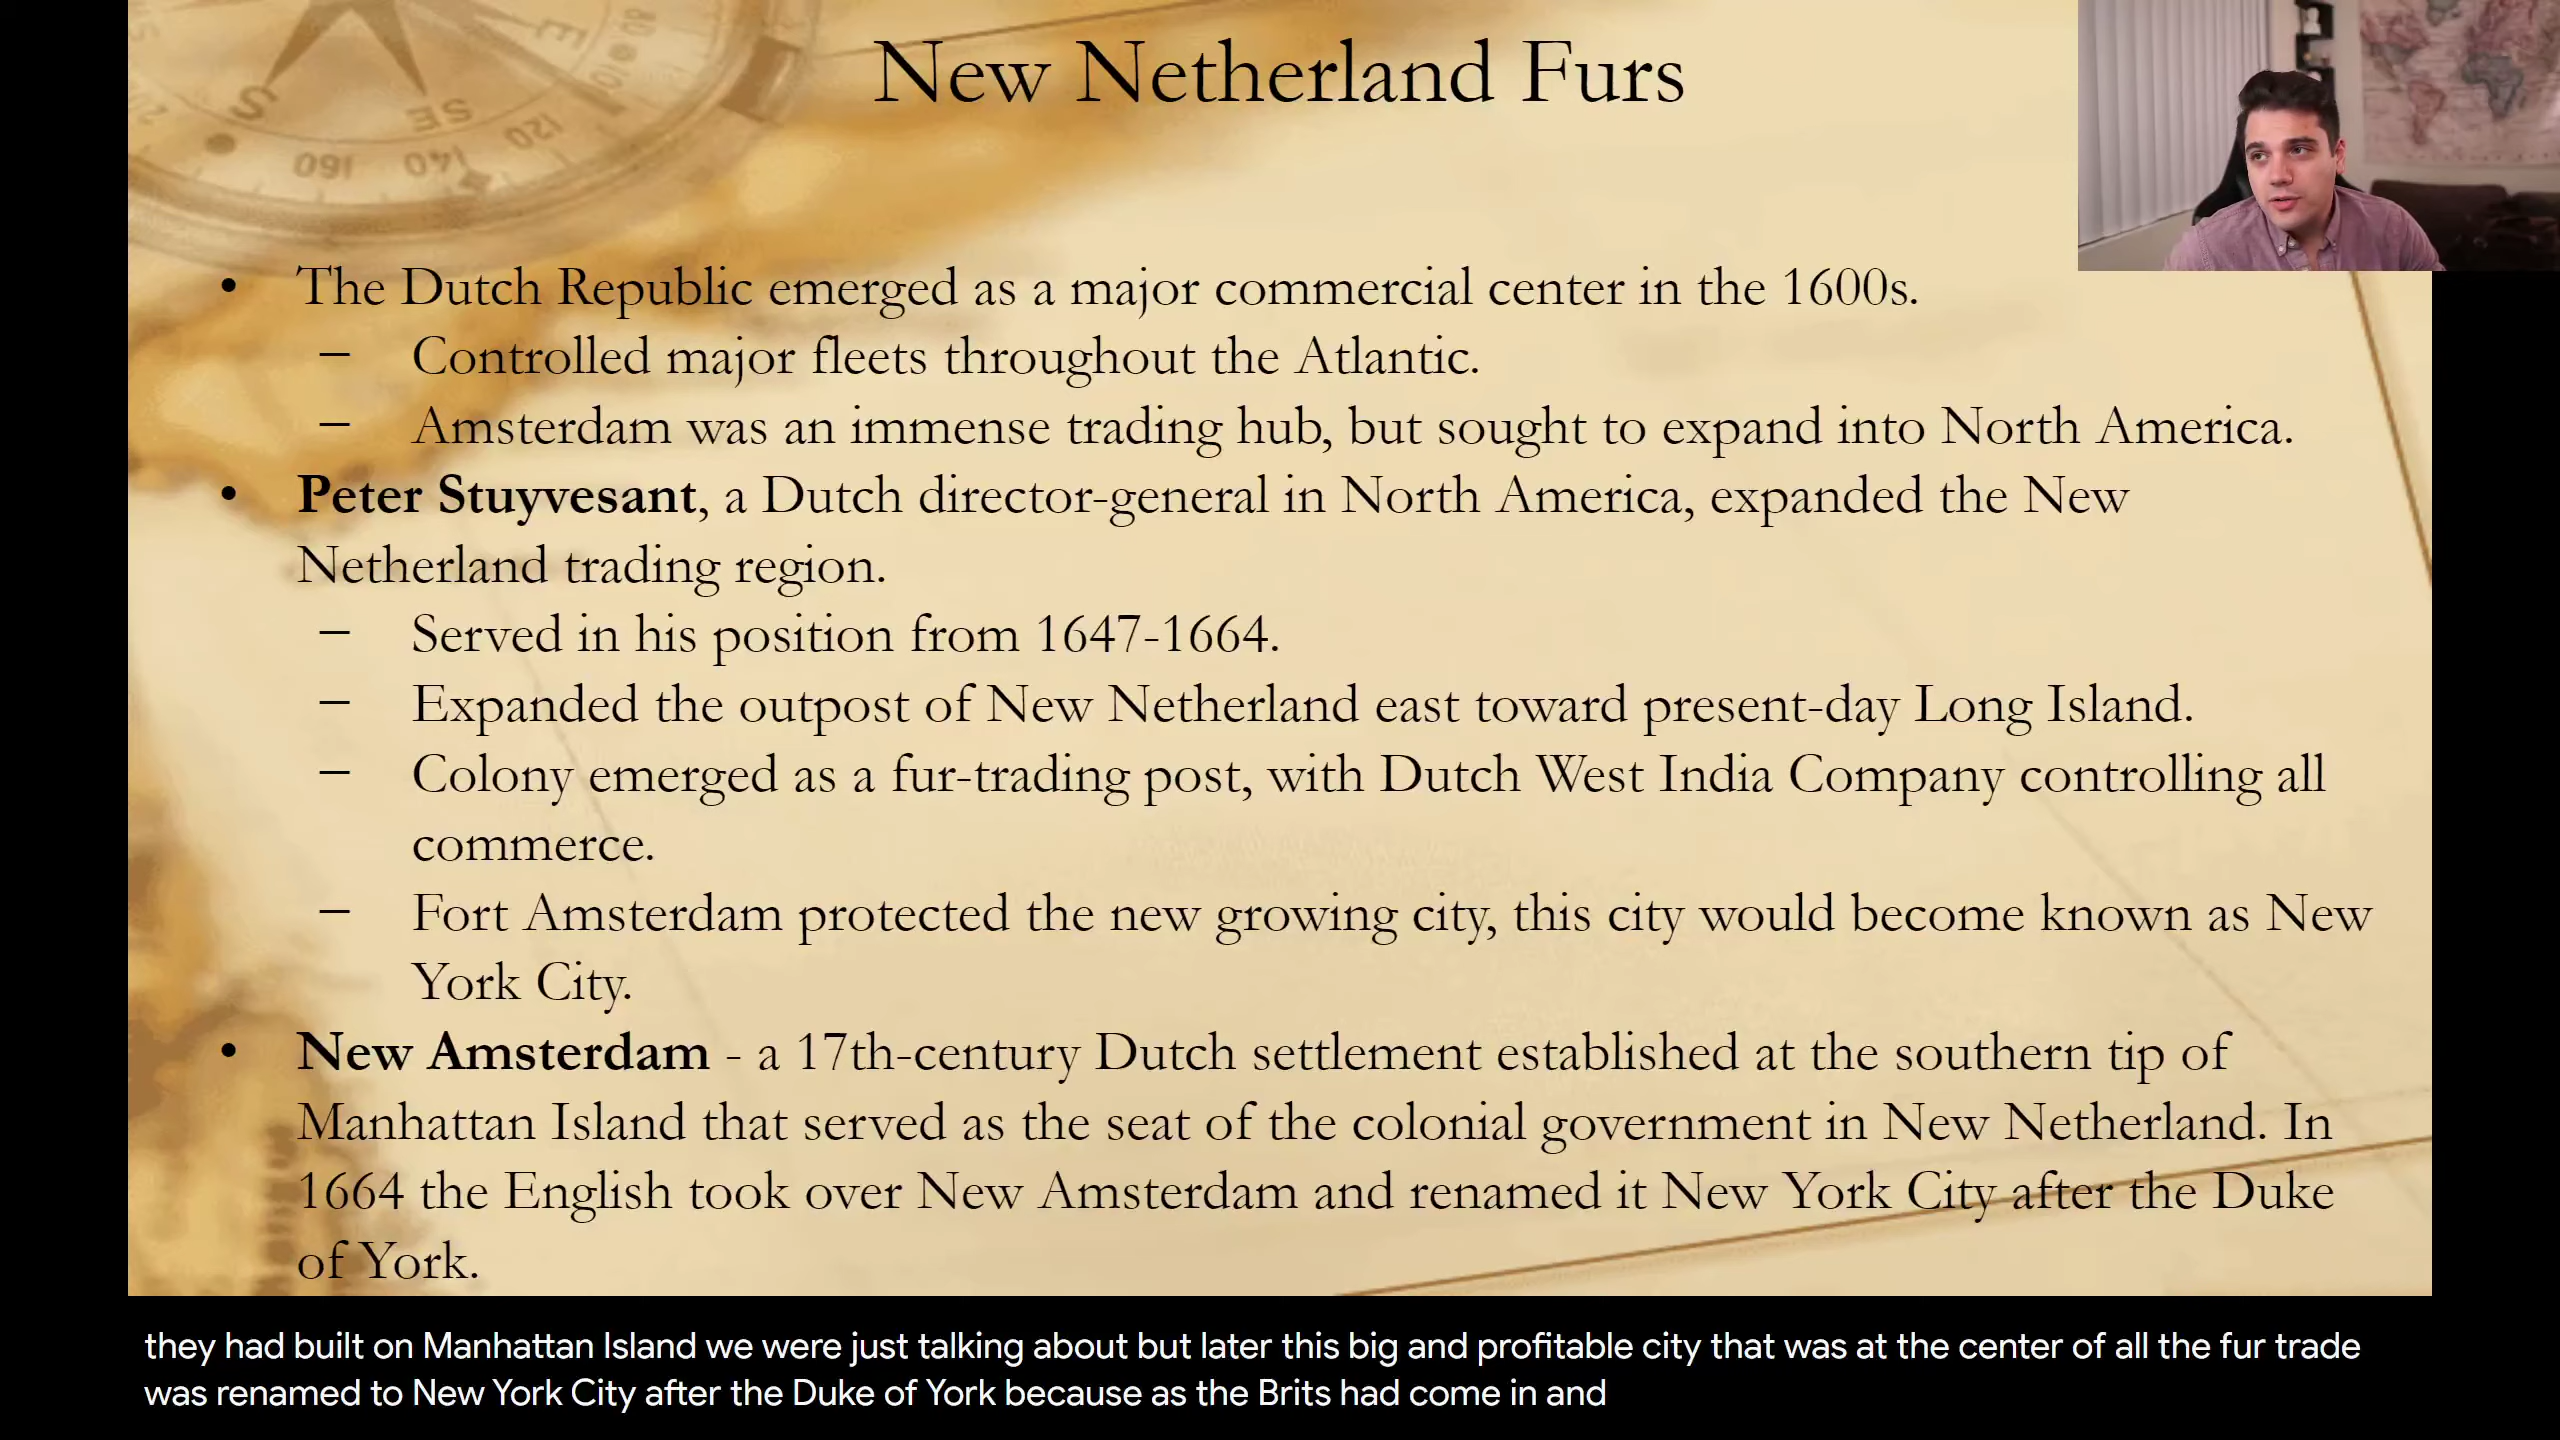 New Netherland Furs
• The Dutch Republic emerged as a major commercial center in the 1600s.
– Controlled major fleets throughout the Atlantic.
– Amsterdam was an immense trading hub, but sought to expand into North America.
• Peter Stuyvesant, a Dutch director-general in North America, expanded the New
Netherland trading region.
– Served in his position from 1647-1664.
– Expanded the outpost of New Netherland east toward present-day Long Island.
– Colony emerged as a fur-trading post, with Dutch West India Company controlling all
commerce.
– Fort Amsterdam protected the new growing city, this city would become known as New
York City.
• New Amsterdam - a 17th-century Dutch settlement established at the southern tip of
Manhattan Island that served as the seat of the colonial government in New Netherland. In
1664 the English took over New Amsterdam and renamed it New York City after the Duke
of York.
they had built on Manhattan Island we were just talking about but later this big and profitable city that was at the center of all the fur trade
was renamed to New York City after the Duke of York because as the Brits had come in and
S
SE
E
120
140
160